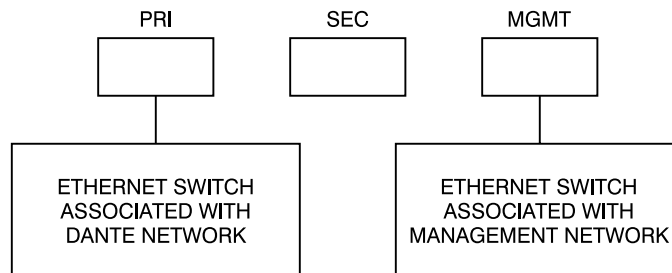 PRI
SEC
MGMT
ETHERNET SWITCH
ASSOCIATED WITH
DANTE NETWORK
ETHERNET SWITCH
ASSOCIATED WITH
MANAGEMENT NETWORK